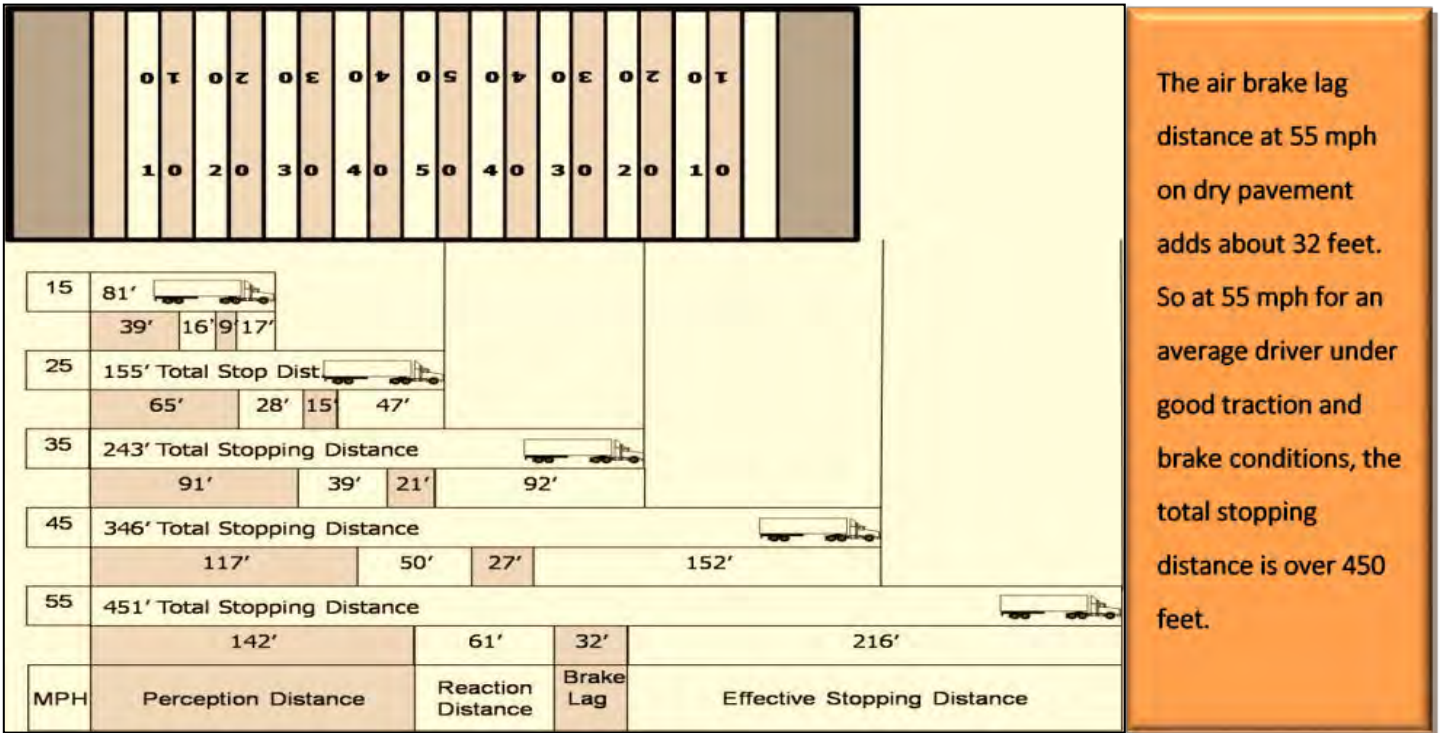 0 1 0 2 0 3 0 4 0 5 0 4 0 3 0 2 0 1
1 0 2 0 3 0 4 0 5 0 4 0 3 0 2 0 1 0
15 81′
39′ 16′ 9′ 17′
25 155′ Total Stop Dist.
65′ 28′ 15′ 47′
35 243′ Total Stopping Distance
91′ 39′ 21′ 92′
45 346′ Total Stopping Distance
117′ 50′ 27′ 152′
55 451′ Total Stopping Distance
142′ 61′ 32′ 216′
MPH Perception Distance Reaction Distance Brake Lag Effective Stopping Distance
The air brake lag
distance at 55 mph
on dry pavement
adds about 32 feet.
So at 55 mph for an
average driver under
good traction and
brake conditions, the
total stopping
distance is over 450
feet.